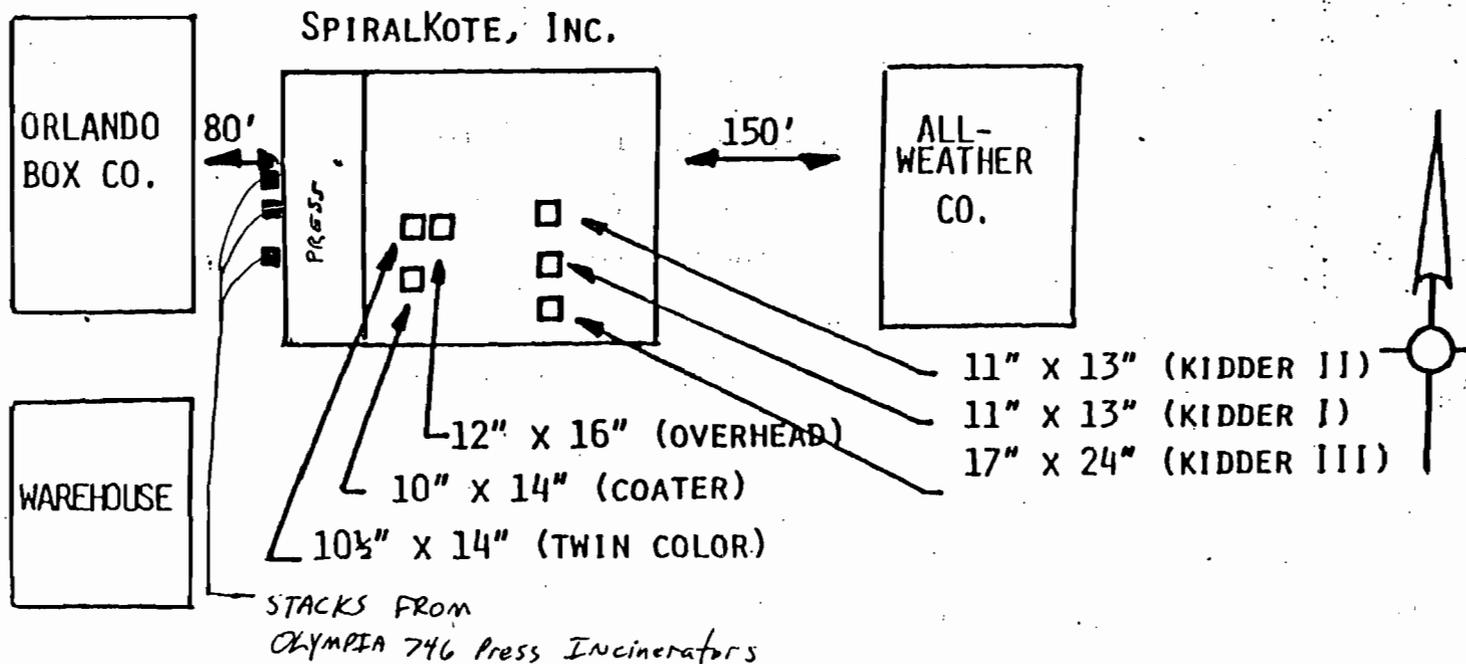 SPIRALKOTE, INC.
ORLANDO
BOX CO.
80'
PRESS
150'
ALL-
WEATHER
CO.
11" X 13" (KIDDER II)
11" X 13" (KIDDER I)
17" X 24" (KIDDER III)
12" X 16" (OVERHEAD)
10" X 14" (COATER)
10½" X 14" (TWIN COLOR)
WAREHOUSE
STACKS FROM
OLYMPIA 746 Press Incinerators